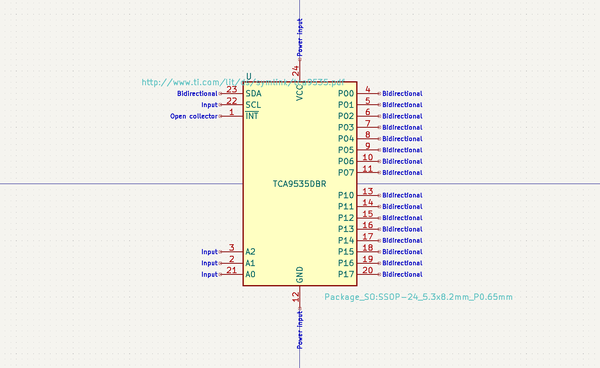 Power input
24
U
http://www.ti.com/lit/
VCC
Bidirectional 23 SDA P00 4 Bidirectional
Input 22 SCL P01 5 Bidirectional
Open collector 1 INT P02 6 Bidirectional
P03 7 Bidirectional
P04 8 Bidirectional
P05 9 Bidirectional
P06 10 Bidirectional
P07 11 Bidirectional
TCA9535DBR
P10 13 Bidirectional
P11 14 Bidirectional
P12 15 Bidirectional
P13 16 Bidirectional
P14 17 Bidirectional
Input 3 A2 P15 18 Bidirectional
Input 2 A1 P16 19 Bidirectional
Input 21 A0 P17 20 Bidirectional
GND
12
Package_SO:SSOP-24_5.3x8.2mm_P0.65mm
Power input